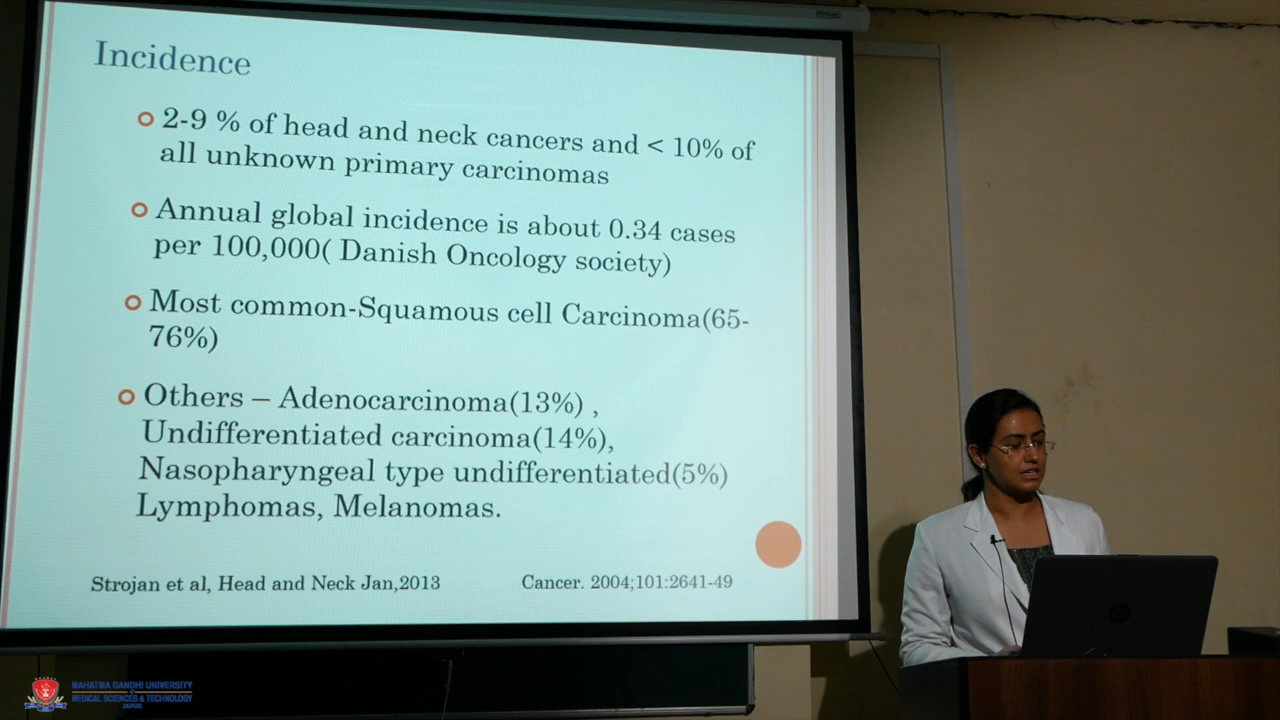 Incidence
2-9 % of head and neck cancers and < 10% of
all unknown primary carcinomas
Annual global incidence is about 0.34 cases
per 100,000( Danish Oncology society)
Most common-Squamous cell Carcinoma(65-
76%)
Others – Adenocarcinoma(13%) ,
Undifferentiated carcinoma(14%),
Nasopharyngeal type undifferentiated(5%)
Lymphomas, Melanomas.
Strojan et al, Head and Neck Jan,2013
Cancer. 2004;101:2641-49
MAHATMA GANDHI UNIVERSITY
of
MEDICAL SCIENCES & TECHNOLOGY
JAIPUR